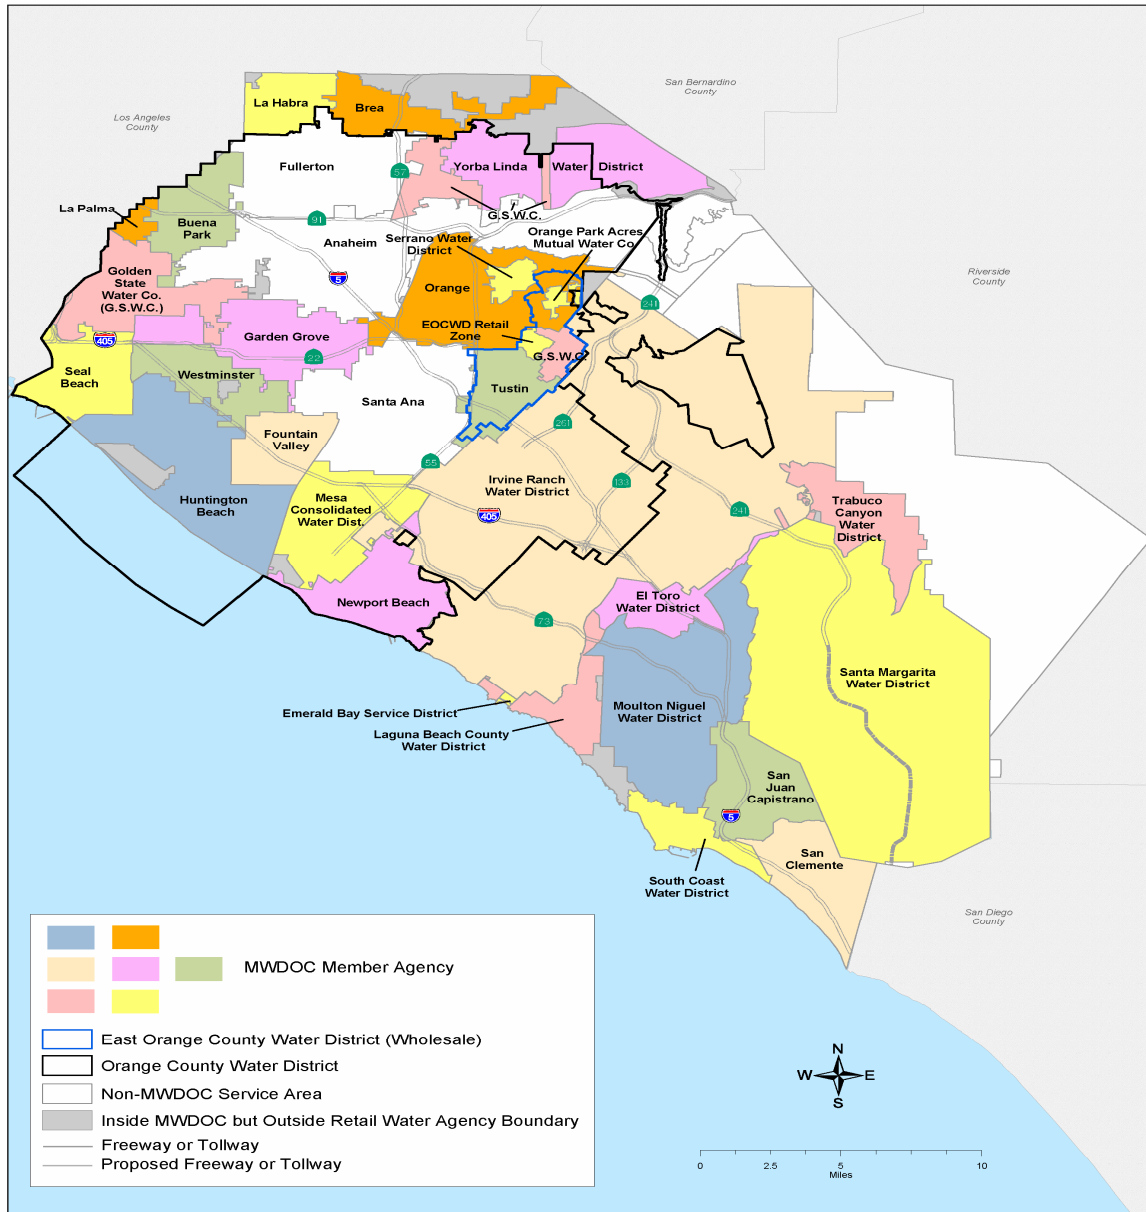 San Bernardino
County
Los Angeles
County
La Habra
Brea
Fullerton
57
Yorba Linda
Water
District
La Palma
Buena
Park
91
G.S.W.C.
Anaheim
Serrano Water
District
Orange Park Acres
Mutual Water Co.
Golden
State
Water Co.
(G.S.W.C.)
5
Orange
241
Riverside
County
EOCWD Retail
Zone
405
Garden Grove
22
G.S.W.C.
Seal
Beach
Westminster
Tustin
Santa Ana
261
Fountain
Valley
55
Irvine Ranch
Water District
133
Huntington
Beach
Mesa
Consolidated
Water Dist.
405
241
Trabuco
Canyon
Water
District
Newport Beach
El Toro
Water District
73
Santa Margarita
Water District
Emerald Bay Service District
Moulton Niguel
Water District
Laguna Beach County
Water District
San
Juan
Capistrano
5
San
Clemente
South Coast
Water District
San Diego
County
MWDOC Member Agency
East Orange County Water District (Wholesale)
Orange County Water District
Non-MWDOC Service Area
Inside MWDOC but Outside Retail Water Agency Boundary
Freeway or Tollway
Proposed Freeway or Tollway
N
W E
S
0 2.5 5 10
Miles